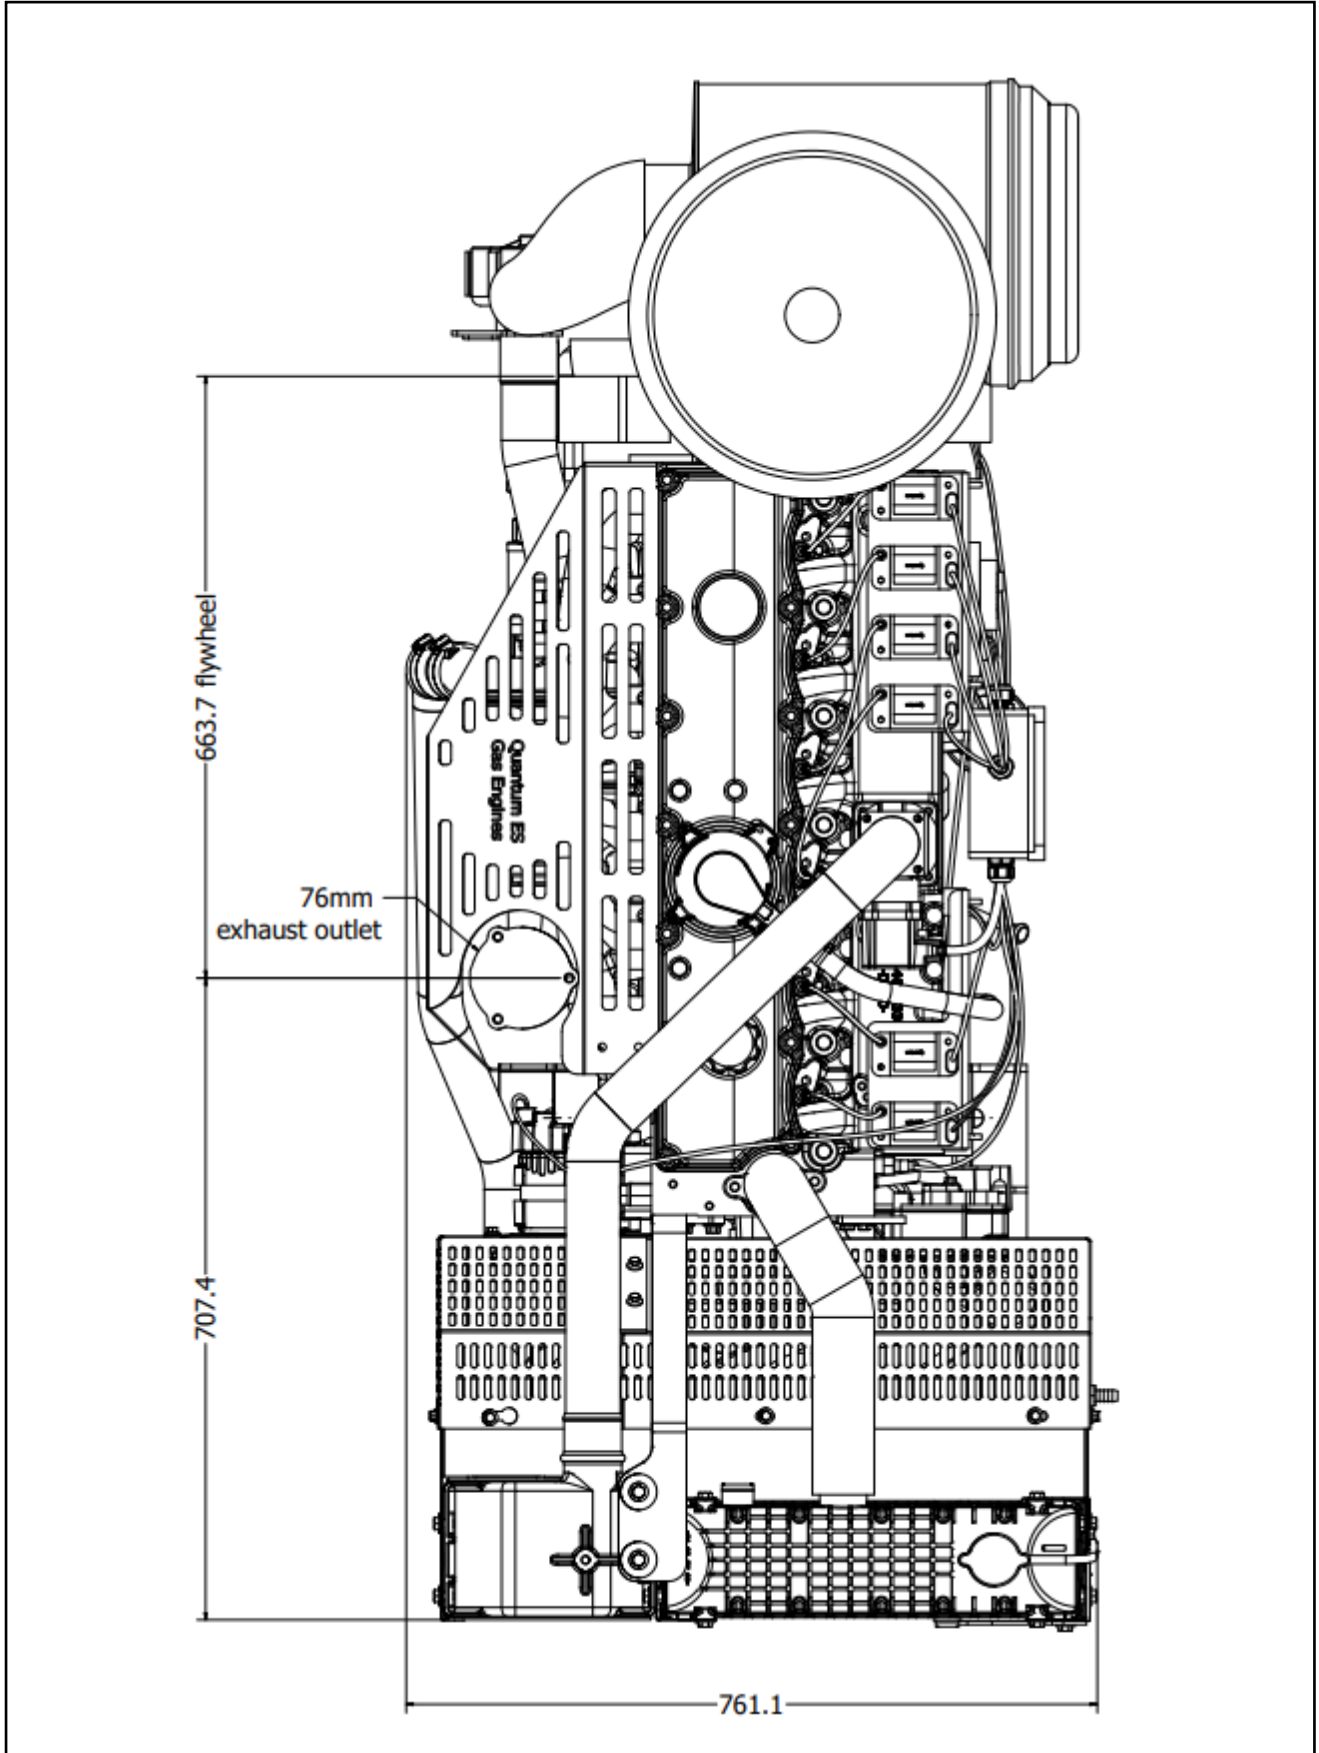 663.7 flywheel
Quantum ES
Gas Engines
76mm
exhaust outlet
707.4
761.1